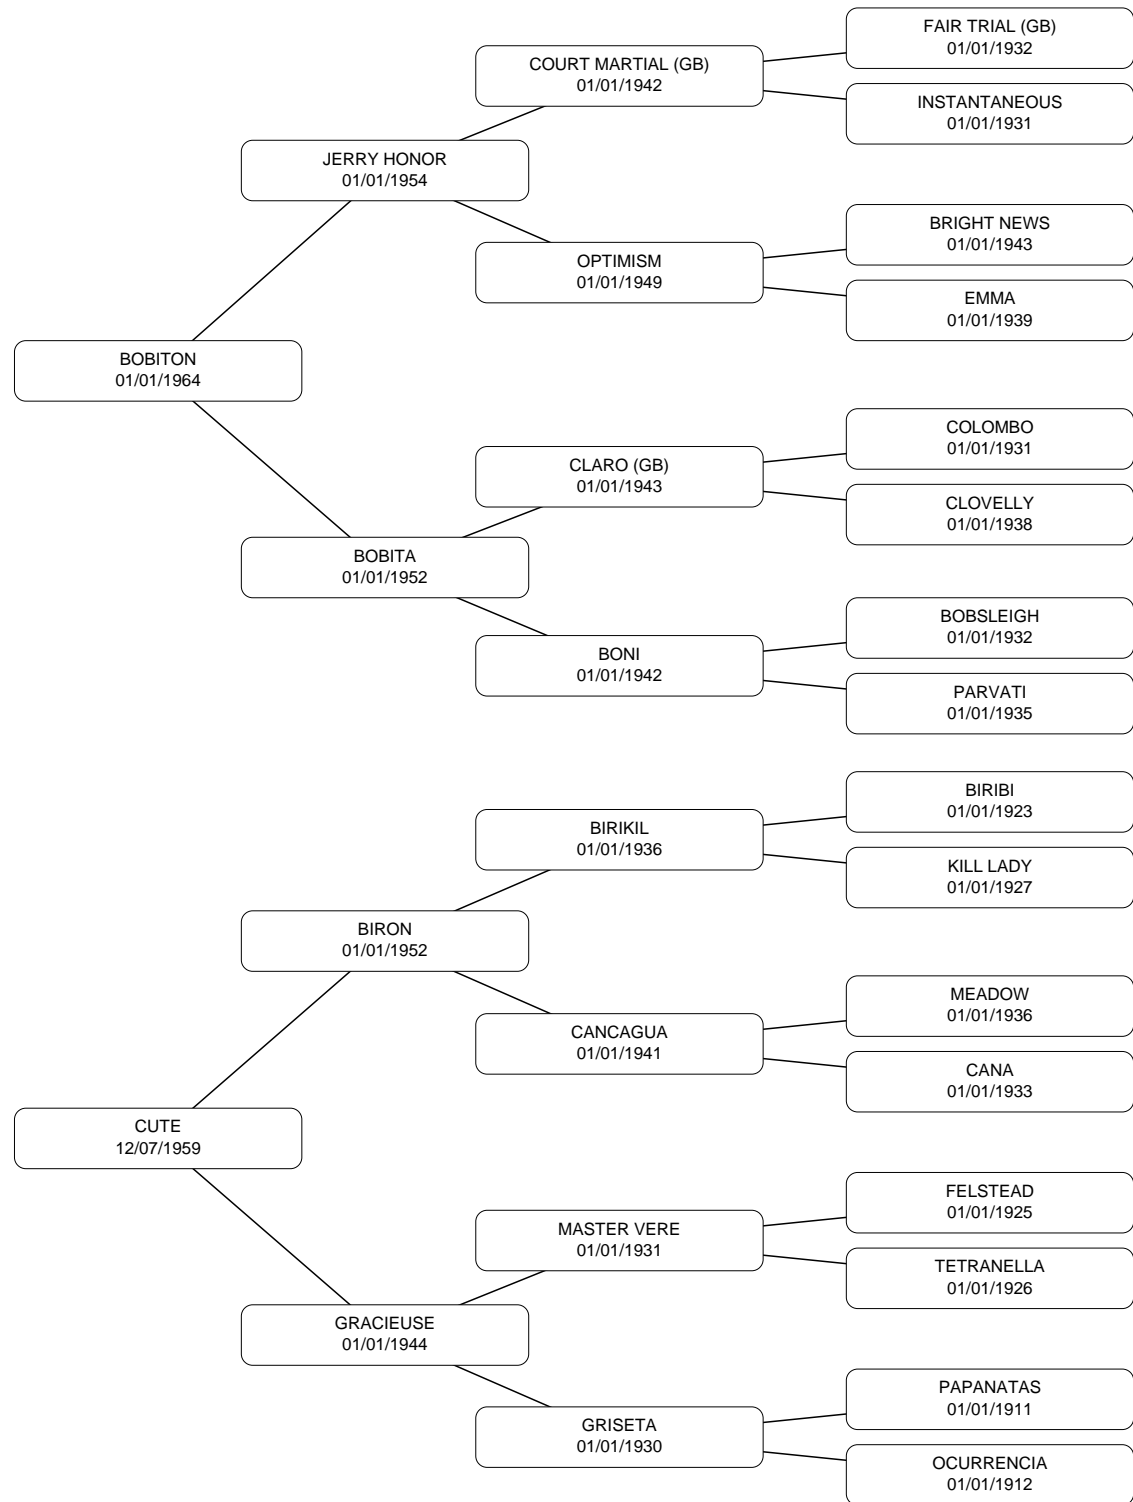 FAIR TRIAL (GB)
01/01/1932
COURT MARTIAL (GB)
01/01/1942
INSTANTANEOUS
01/01/1931
JERRY HONOR
01/01/1954
BRIGHT NEWS
01/01/1943
OPTIMISM
01/01/1949
EMMA
01/01/1939
BOBITON
01/01/1964
COLOMBO
01/01/1931
CLARO (GB)
01/01/1943
CLOVELLY
01/01/1938
BOBITA
01/01/1952
BOBSLEIGH
01/01/1932
BONI
01/01/1942
PARVATI
01/01/1935
BIRIBI
01/01/1923
BIRIKIL
01/01/1936
KILL LADY
01/01/1927
BIRON
01/01/1952
MEADOW
01/01/1936
CANCAGUA
01/01/1941
CANA
01/01/1933
CUTE
12/07/1959
FELSTEAD
01/01/1925
MASTER VERE
01/01/1931
TETRANELLA
01/01/1926
GRACIEUSE
01/01/1944
PAPANATAS
01/01/1911
GRISETA
01/01/1930
OCURRENCIA
01/01/1912